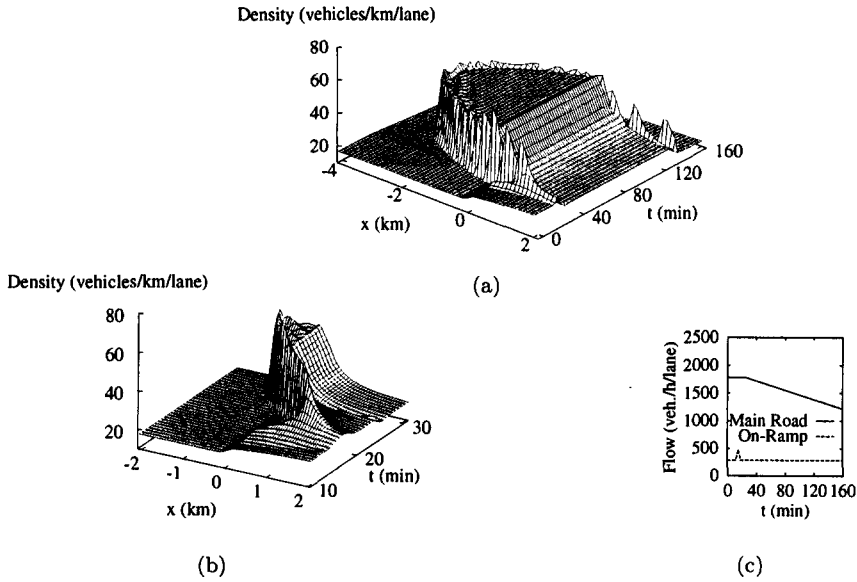 Density (vehicles/km/lane)
80
60
40
20
-4
-2
0
2
x (km)
0
40
80
120
160
t (min)
(a)
Density (vehicles/km/lane)
80
60
40
20
-2
-1
0
1
2
x (km)
10
20
30
t (min)
(b)
2500
2000
1500
1000
500
0
Flow (veh./h/lane)
Main Road
On-Ramp
0 40 80 120 160
t (min)
(c)